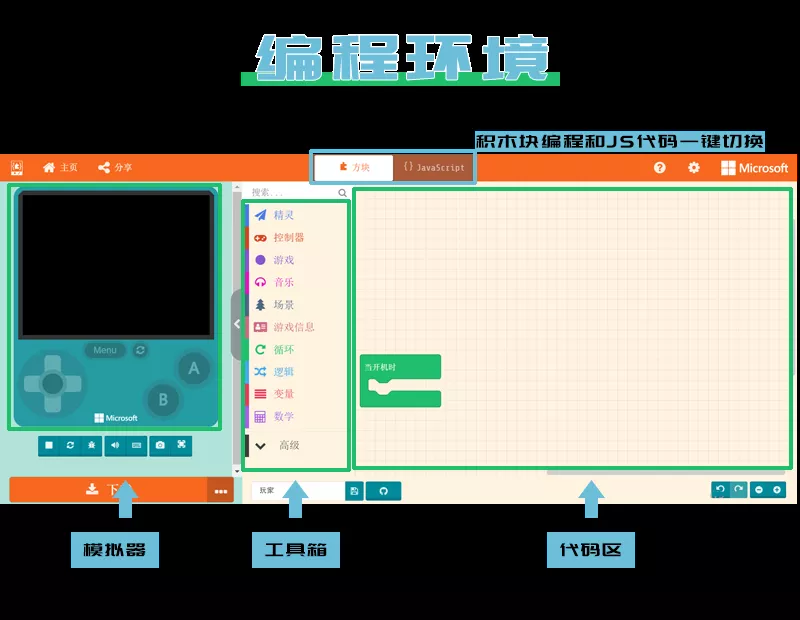 编程环境
积木块编程和JS代码一键切换
主页
分享
方块
{} JavaScript
Microsoft
搜索...
精灵
控制器
游戏
音乐
场景
游戏信息
循环
逻辑
变量
数学
高级
当开机时
Menu
A
B
Microsoft
下
玩家
模拟器
工具箱
代码区